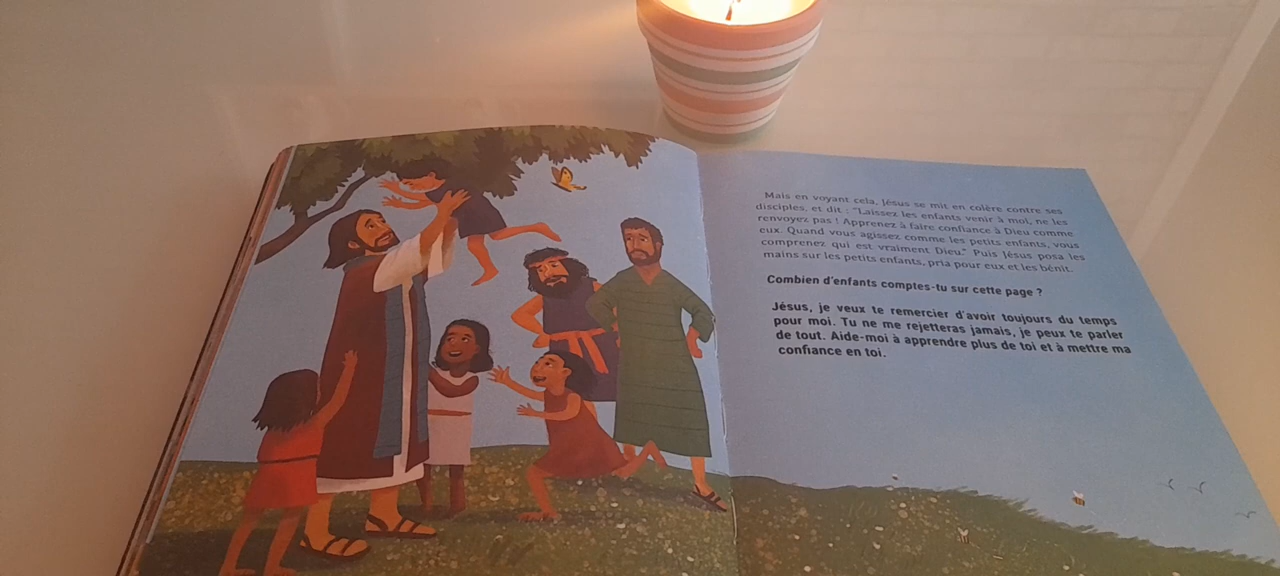 Mais en voyant cela, Jésus se mit en colère contre ses
disciples, et dit : "Laissez les enfants venir à moi, ne les
renvoyez pas ! Apprenez à faire confiance à Dieu comme
eux. Quand vous agissez comme les petits enfants, vous
comprenez qui est vraiment Dieu." Puis Jésus posa les
mains sur les petits enfants, pria pour eux et les bénit.
Combien d'enfants comptes-tu sur cette page ?
Jésus, je veux te remercier d'avoir toujours du temps
pour moi. Tu ne me rejetteras jamais, je peux te parler
de tout. Aide-moi à apprendre plus de toi et à mettre ma
confiance en toi.